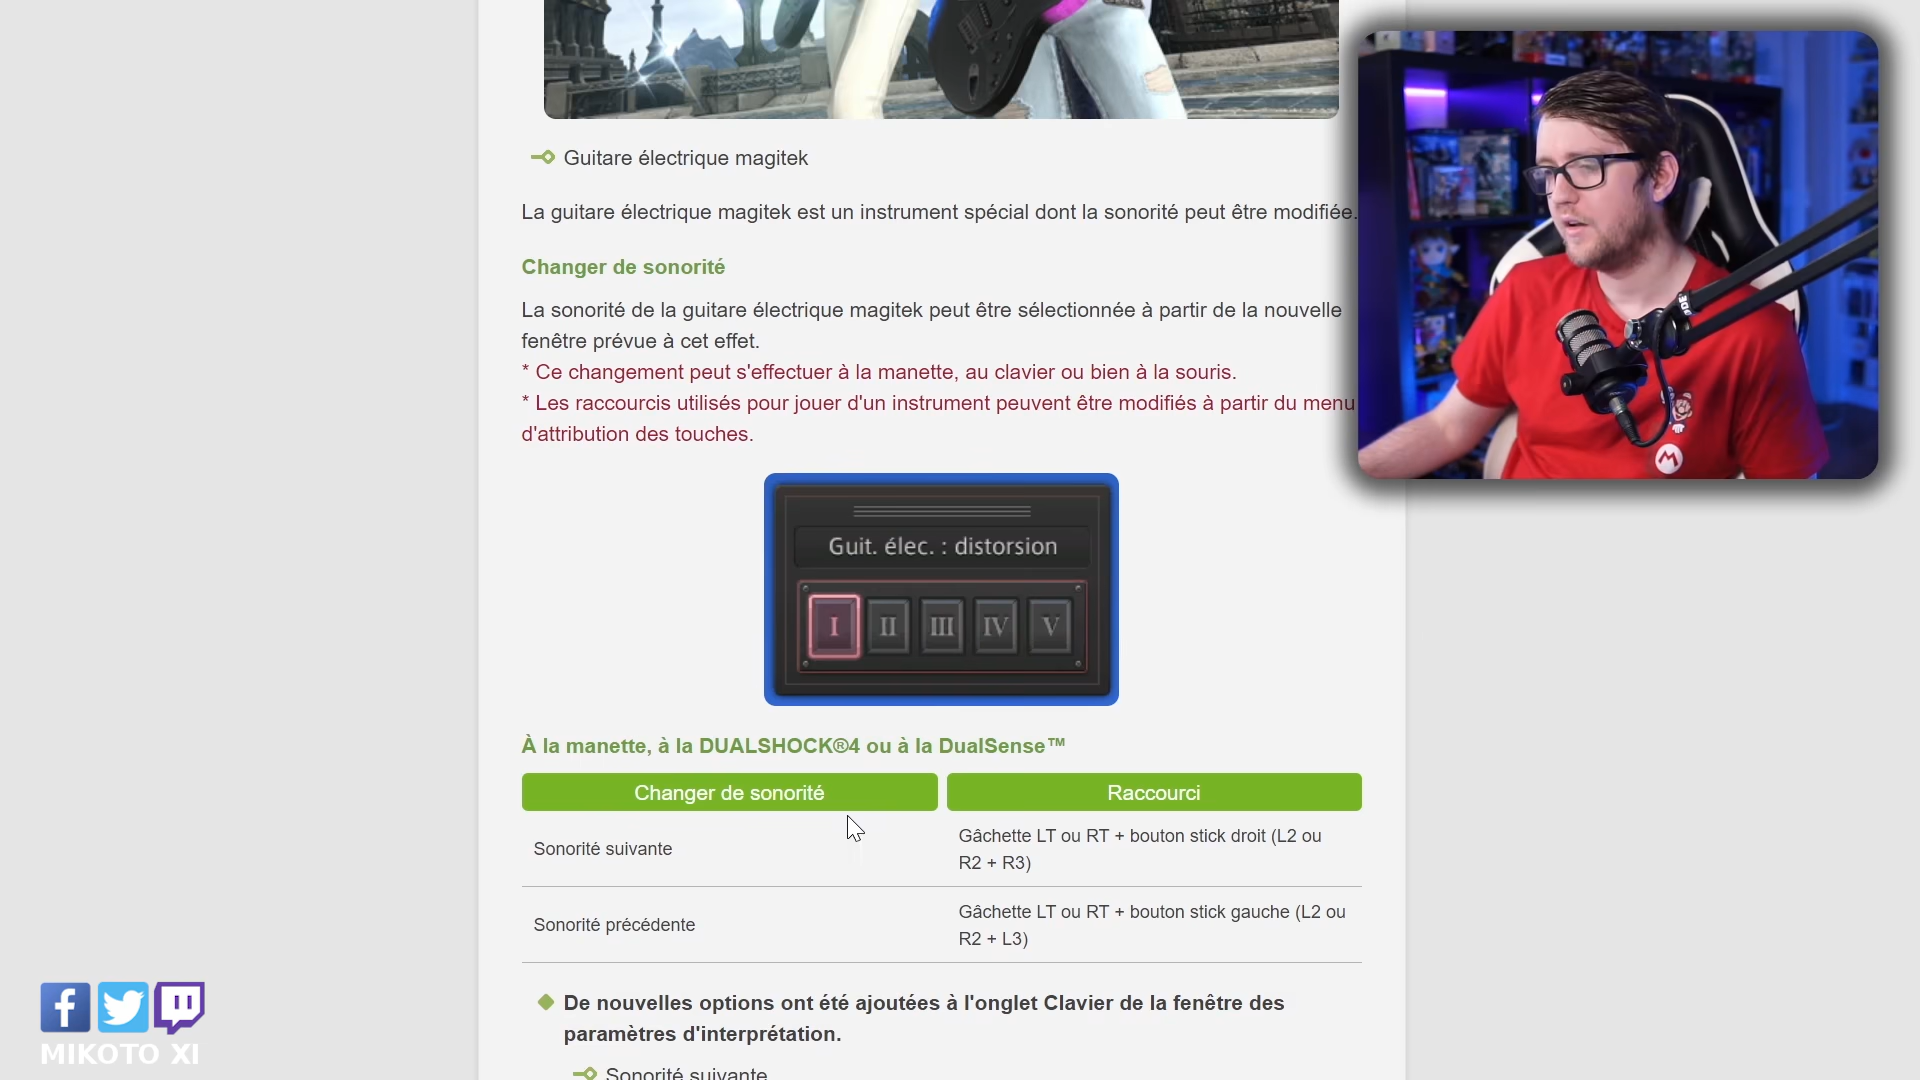 Guitare électrique magitek
La guitare électrique magitek est un instrument spécial dont la sonorité peut être modifiée.
Changer de sonorité
La sonorité de la guitare électrique magitek peut être sélectionnée à partir de la nouvelle
fenêtre prévue à cet effet.
* Ce changement peut s'effectuer à la manette, au clavier ou bien à la souris.
* Les raccourcis utilisés pour jouer d'un instrument peuvent être modifiés à partir du menu
d'attribution des touches.
Guit. élec. : distorsion
I II III IV V
À la manette, à la DUALSHOCK®4 ou à la DualSense™
Changer de sonorité Raccourci
Sonorité suivante
Gâchette LT ou RT + bouton stick droit (L2 ou
R2 + R3)
Sonorité précédente
Gâchette LT ou RT + bouton stick gauche (L2 ou
R2 + L3)
De nouvelles options ont été ajoutées à l'onglet Clavier de la fenêtre des
paramètres d'interprétation.
Sonorité suivante
MIKOTO XI
M